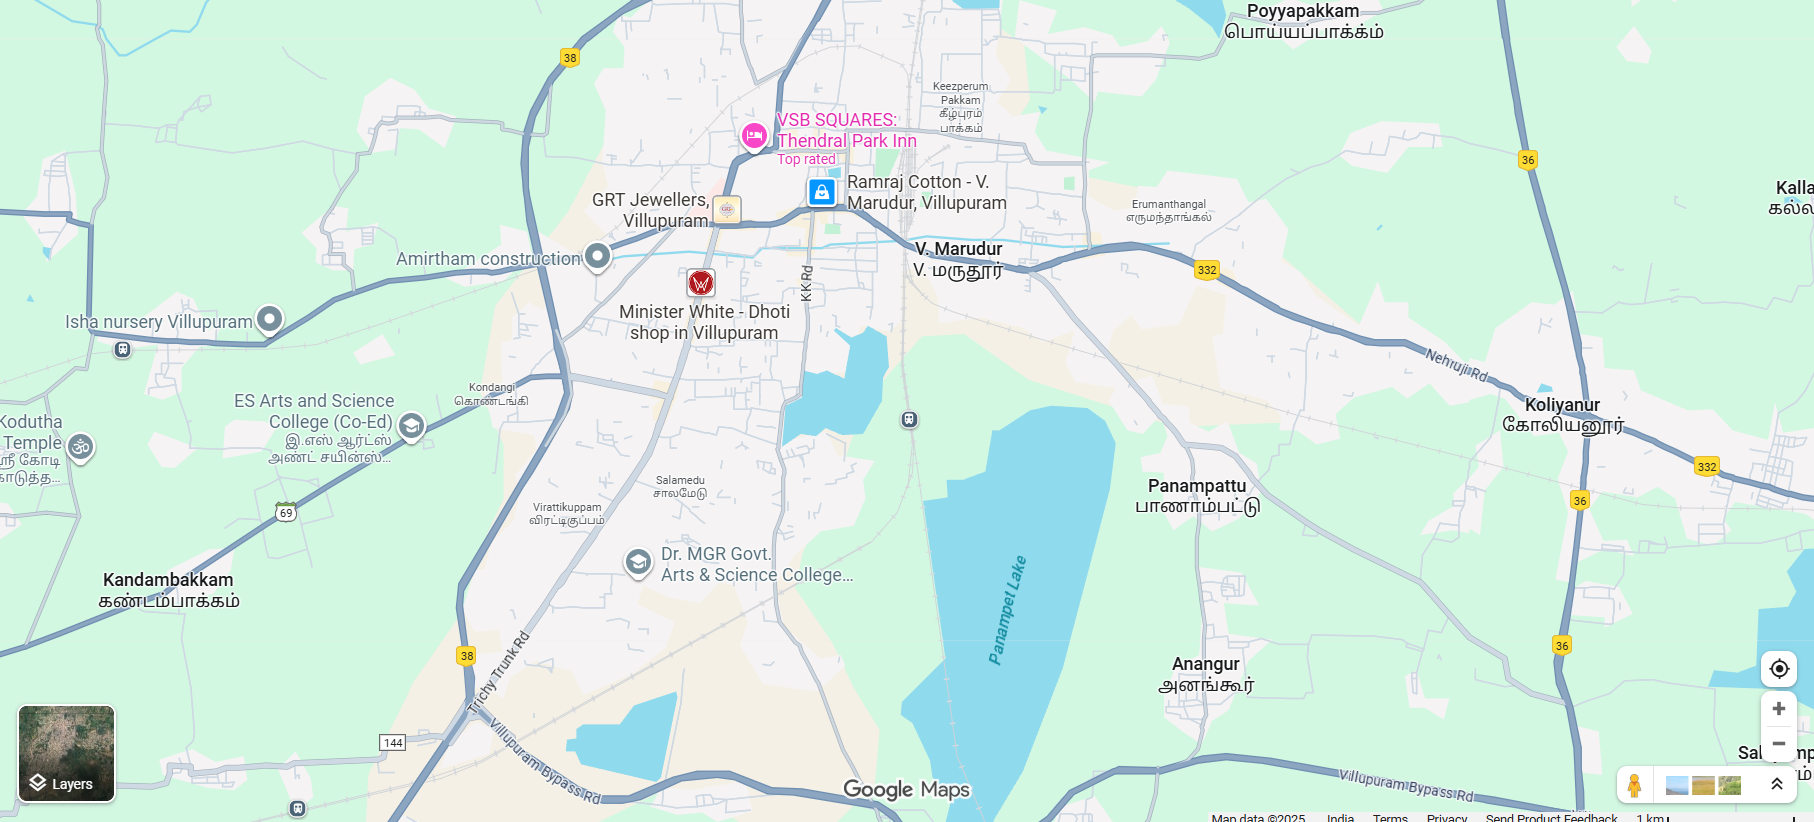 Poyyapakkam
பொய்யப்பாக்கம்
38
Keezperum
Pakkam
கீழ்புரம்
பாக்கம்
VSB SQUARES:
Thendral Park Inn
Top rated
36
Ramraj Cotton - V.
Marudur, Villupuram
GRT Jewellers,
Villupuram
Kalla
கல்ல
Erumanthangal
எருமந்தாங்கல்
V. Marudur
V. மருதூர்
Amirtham construction
332
KK Rd
Minister White - Dhoti
shop in Villupuram
Isha nursery Villupuram
Nehruji Rd
Kondangi
கொண்டங்கி
ES Arts and Science
College (Co-Ed)
இ.எஸ் ஆர்ட்ஸ்
அண்ட் சயின்ஸ்...
Koliyanur
கோலியனூர்
Kodutha
Temple
ஸ்ரீ கோடி
332
Salamedu
சாலமேடு
Panampattu
பாணாம்பட்டு
36
69
Virattikuppam
விரட்டிகுப்பம்
Dr. MGR Govt.
Arts & Science College...
Panampet Lake
Kandambakkam
கண்டம்பாக்கம்
38
Trichy Trunk Rd
36
Anangur
அனங்கூர்
144
Villupuram Bypass Rd
Layers
Google Maps
Villupuram Bypass Rd
Map data ©2025
India
Terms
Privacy
Send Product Feedback
1 km